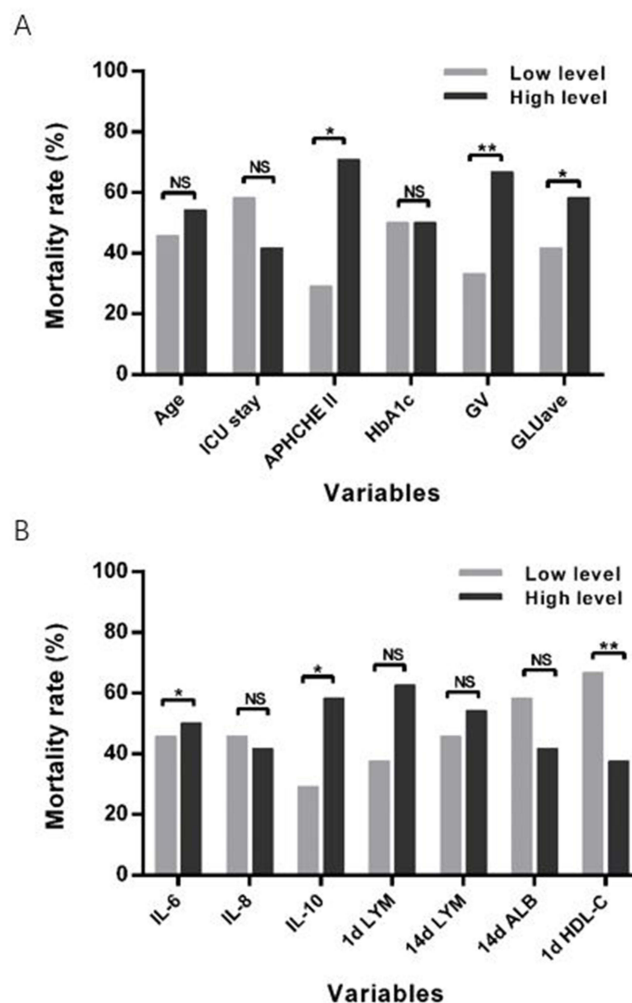 A
Mortality rate (%)
100
80
60
40
20
0
Low level
High level
NS
NS
*
NS
**
*
Age
ICU stay
APHCHE II
HbA1c
GV
GLUave
Variables
B
Mortality rate (%)
100
80
60
40
20
0
Low level
High level
*
NS
*
NS
NS
NS
**
IL-6
IL-8
IL-10
1d LYM
14d LYM
14d ALB
1d HDL-C
Variables